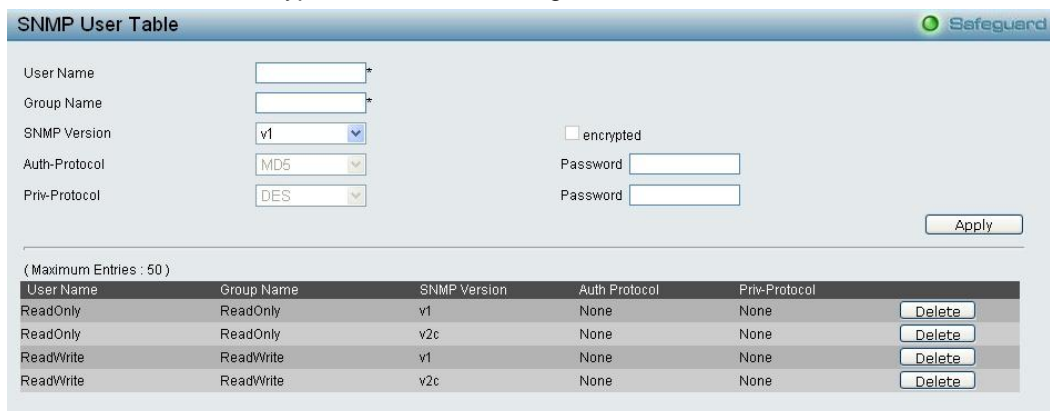 SNMP User Table Safeguard
User Name *
Group Name *
SNMP Version v1 encrypted
Auth-Protocol MD5 Password
Priv-Protocol DES Password
Apply
( Maximum Entries : 50 )
User Name Group Name SNMP Version Auth Protocol Priv-Protocol
ReadOnly ReadOnly v1 None None Delete
ReadOnly ReadOnly v2c None None Delete
ReadWrite ReadWrite v1 None None Delete
ReadWrite ReadWrite v2c None None Delete